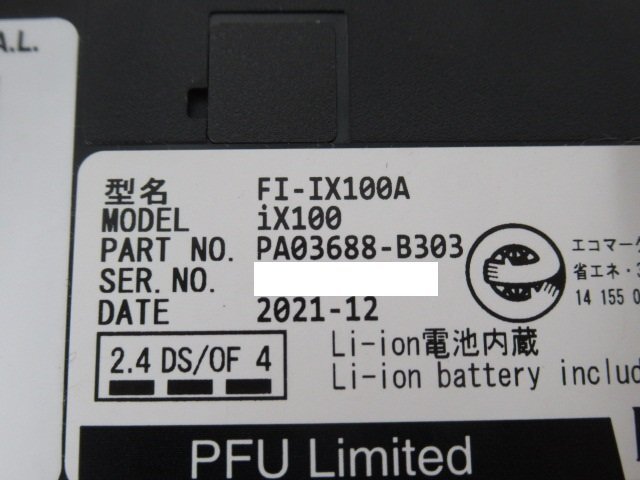 A.L.
型名 FI-IX100A
MODEL iX100
PART NO. PA03688-B303
SER.NO.
DATE 2021-12
エコマーク
省エネ・3
14 155 0
2.4 DS/OF 4
Li-ion電池内蔵
Li-ion battery includ
PFU Limited